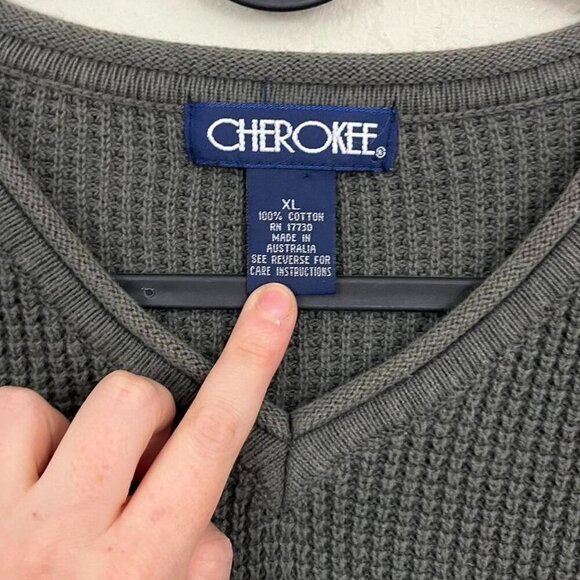 CHEROKEE®
XL
100% COTTON
RN 17730
MADE IN
AUSTRALIA
SEE REVERSE FOR
CARE INSTRUCTIONS